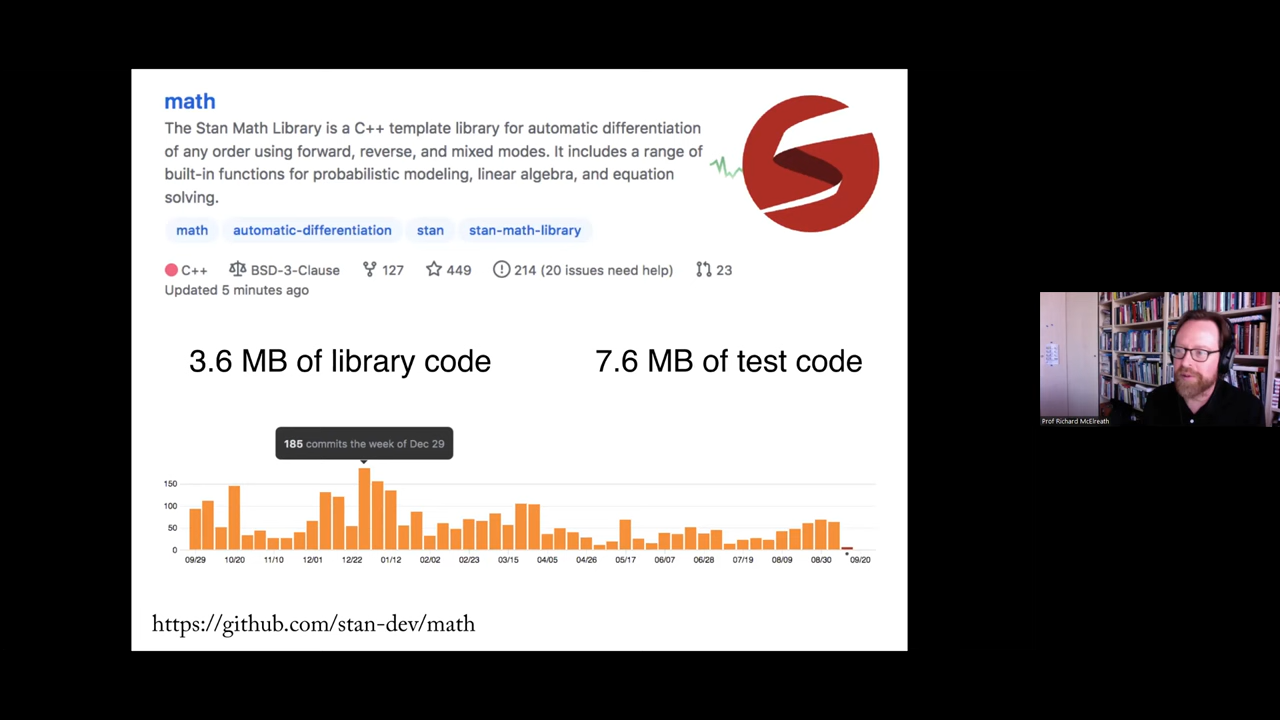 math
The Stan Math Library is a C++ template library for automatic differentiation
of any order using forward, reverse, and mixed modes. It includes a range of
built-in functions for probabilistic modeling, linear algebra, and equation
solving.
math automatic-differentiation stan stan-math-library
C++ BSD-3-Clause 127 449 214 (20 issues need help) 23
Updated 5 minutes ago
3.6 MB of library code 7.6 MB of test code
185 commits the week of Dec 29
150
100
50
0
09/29 10/20 11/10 12/01 12/22 01/12 02/02 02/23 03/15 04/05 04/26 05/17 06/07 06/28 07/19 08/09 08/30 09/20
https://github.com/stan-dev/math
Prof Richard McElreath